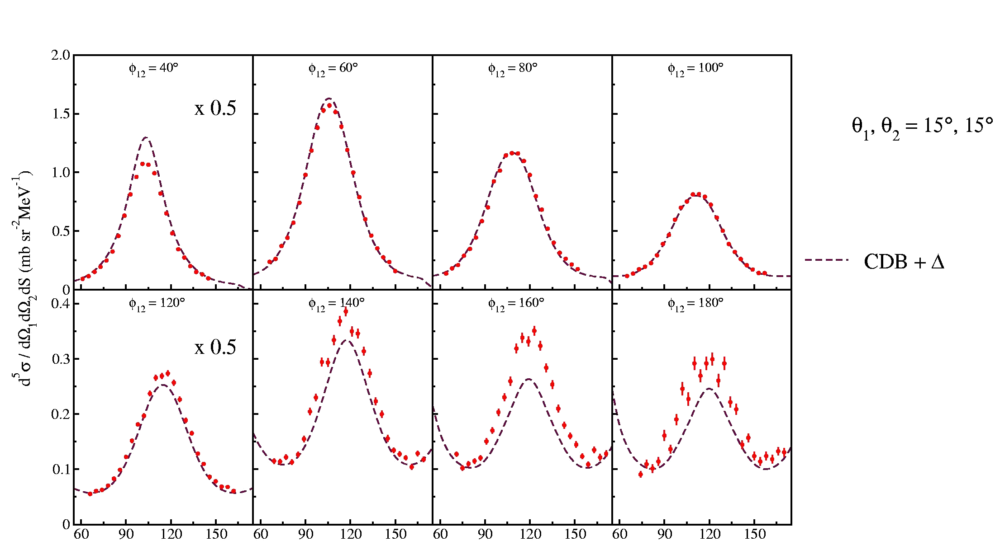 2.0
1.5
1.0
0.5
0
0.4
0.3
0.2
0.1
0
d⁵σ / dΩ₁dΩ₂dS (mb sr⁻²MeV⁻¹)
ϕ₁₂ = 40°
x 0.5
ϕ₁₂ = 60°
ϕ₁₂ = 80°
ϕ₁₂ = 100°
θ₁, θ₂ = 15°, 15°
CDB + Δ
ϕ₁₂ = 120°
x 0.5
ϕ₁₂ = 140°
ϕ₁₂ = 160°
ϕ₁₂ = 180°
60 90 120 150 60 90 120 150 60 90 120 150 60 90 120 150